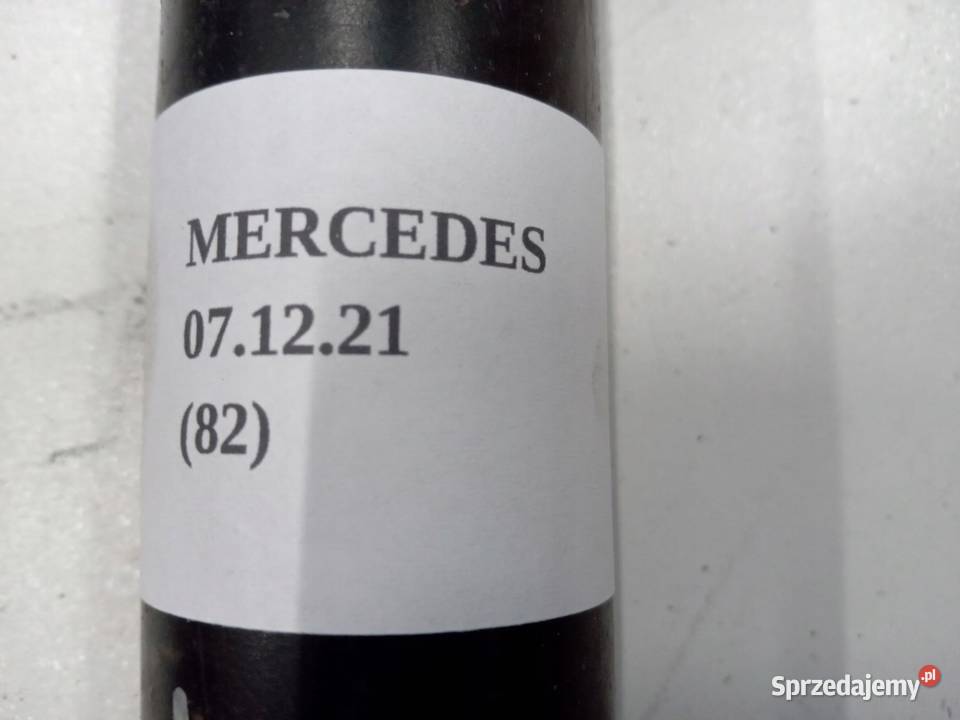 MERCEDES
07.12.21
(82)
Sprzedajemy.pl